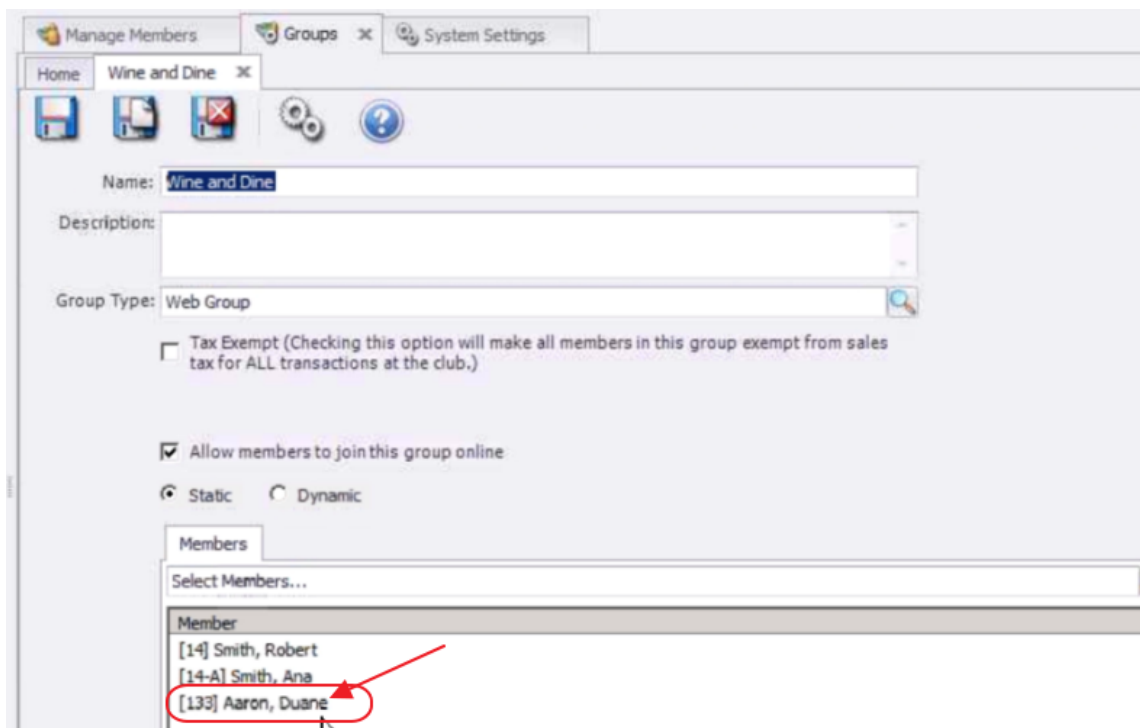 Manage Members Groups System Settings
Home Wine and Dine
Name: Wine and Dine
Description:
Group Type: Web Group
Tax Exempt (Checking this option will make all members in this group exempt from sales
tax for ALL transactions at the club.)
Allow members to join this group online
Static Dynamic
Members
Select Members...
Member
[14] Smith, Robert
[14-A] Smith, Ana
[133] Aaron, Duane